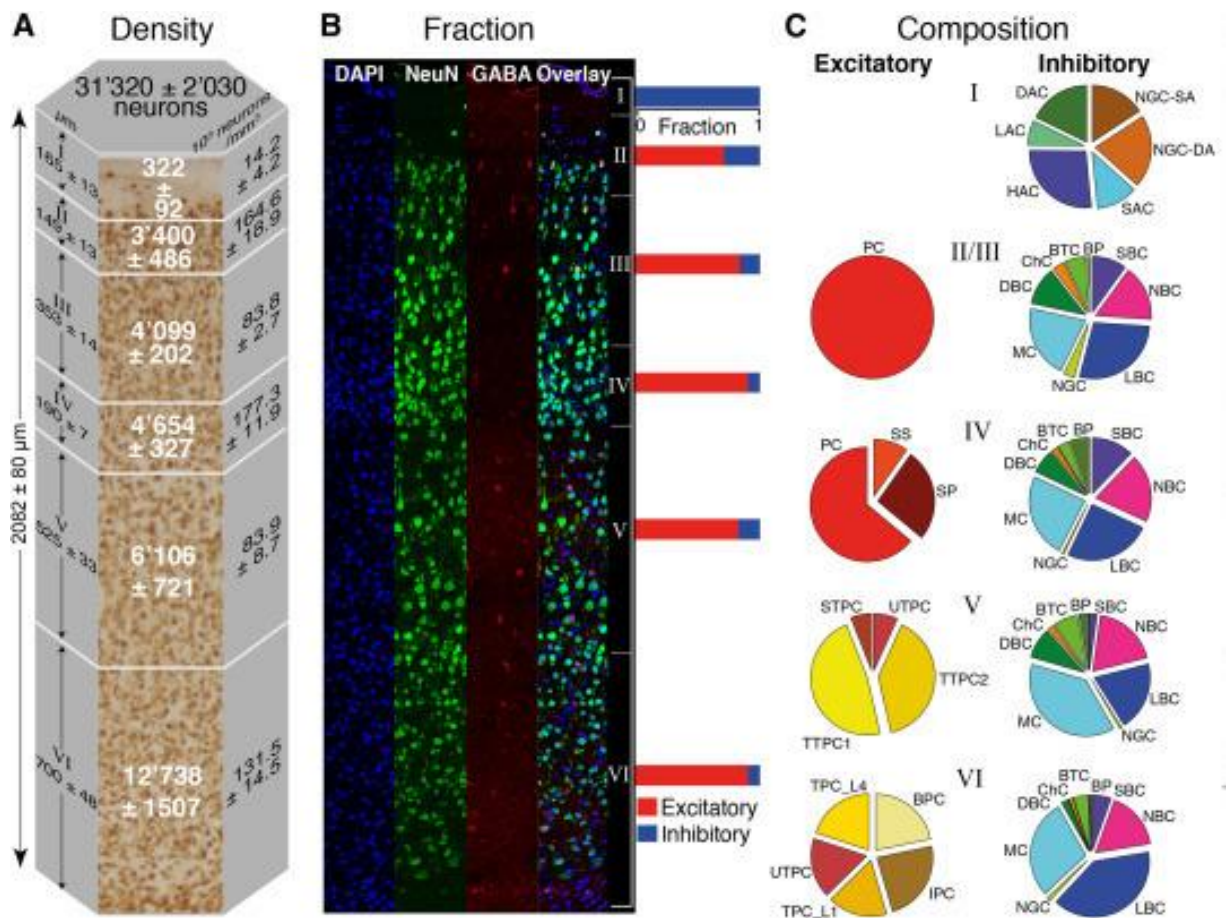 A Density
31'320 ± 2'030
neurons
µm
10³ neurons
/mm³
I
165 ± 13
322
±
92
14.2
± 4.2
II
149 ± 13
3'400
± 486
164.6
± 18.9
III
353 ± 14
4'099
± 202
83.8
± 2.7
IV
190 ± 7
4'654
± 327
177.3
± 11.9
V
525 ± 33
6'106
± 721
83.9
± 8.7
VI
700 ± 48
12'738
± 1507
131.5
± 14.5
2082 ± 80 µm
B Fraction
DAPI NeuN GABA Overlay
I
0 Fraction 1
II
III
IV
V
VI
Excitatory
Inhibitory
C Composition
Excitatory Inhibitory
I
DAC NGC-SA
LAC NGC-DA
HAC SAC
II/III
PC
BTC BP
ChC SBC
DBC NBC
MC
NGC LBC
IV
PC SS
SP
BTC BP
ChC SBC
DBC NBC
MC
NGC LBC
V
STPC UTPC
TTPC2
TTPC1
BTC BP SBC
ChC NBC
DBC
LBC
MC NGC
VI
TPC_L4 BPC
UTPC IPC
TPC_L1
BTC BP
ChC SBC
DBC NBC
MC
NGC LBC